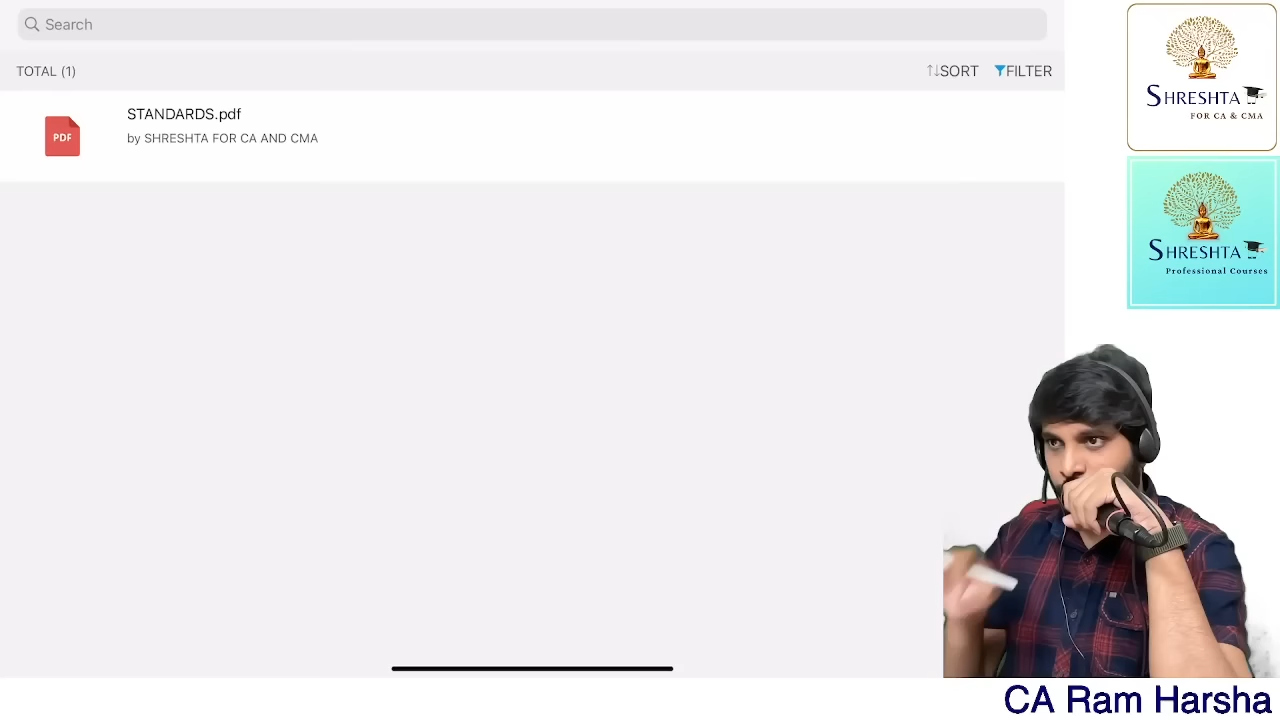 Search
TOTAL (1)
↑↓SORT FILTER
PDF
STANDARDS.pdf
by SHRESHTA FOR CA AND CMA
SHRESHTA
FOR CA & CMA
SHRESHTA
Professional Courses
CA Ram Harsha